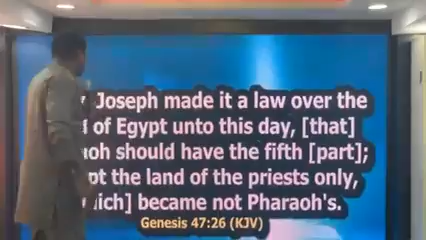 Joseph made it a law over the
of Egypt unto this day, [that]
should have the fifth [part];
the land of the priests only,
became not Pharaoh's.
Genesis 47:26 (KJV)